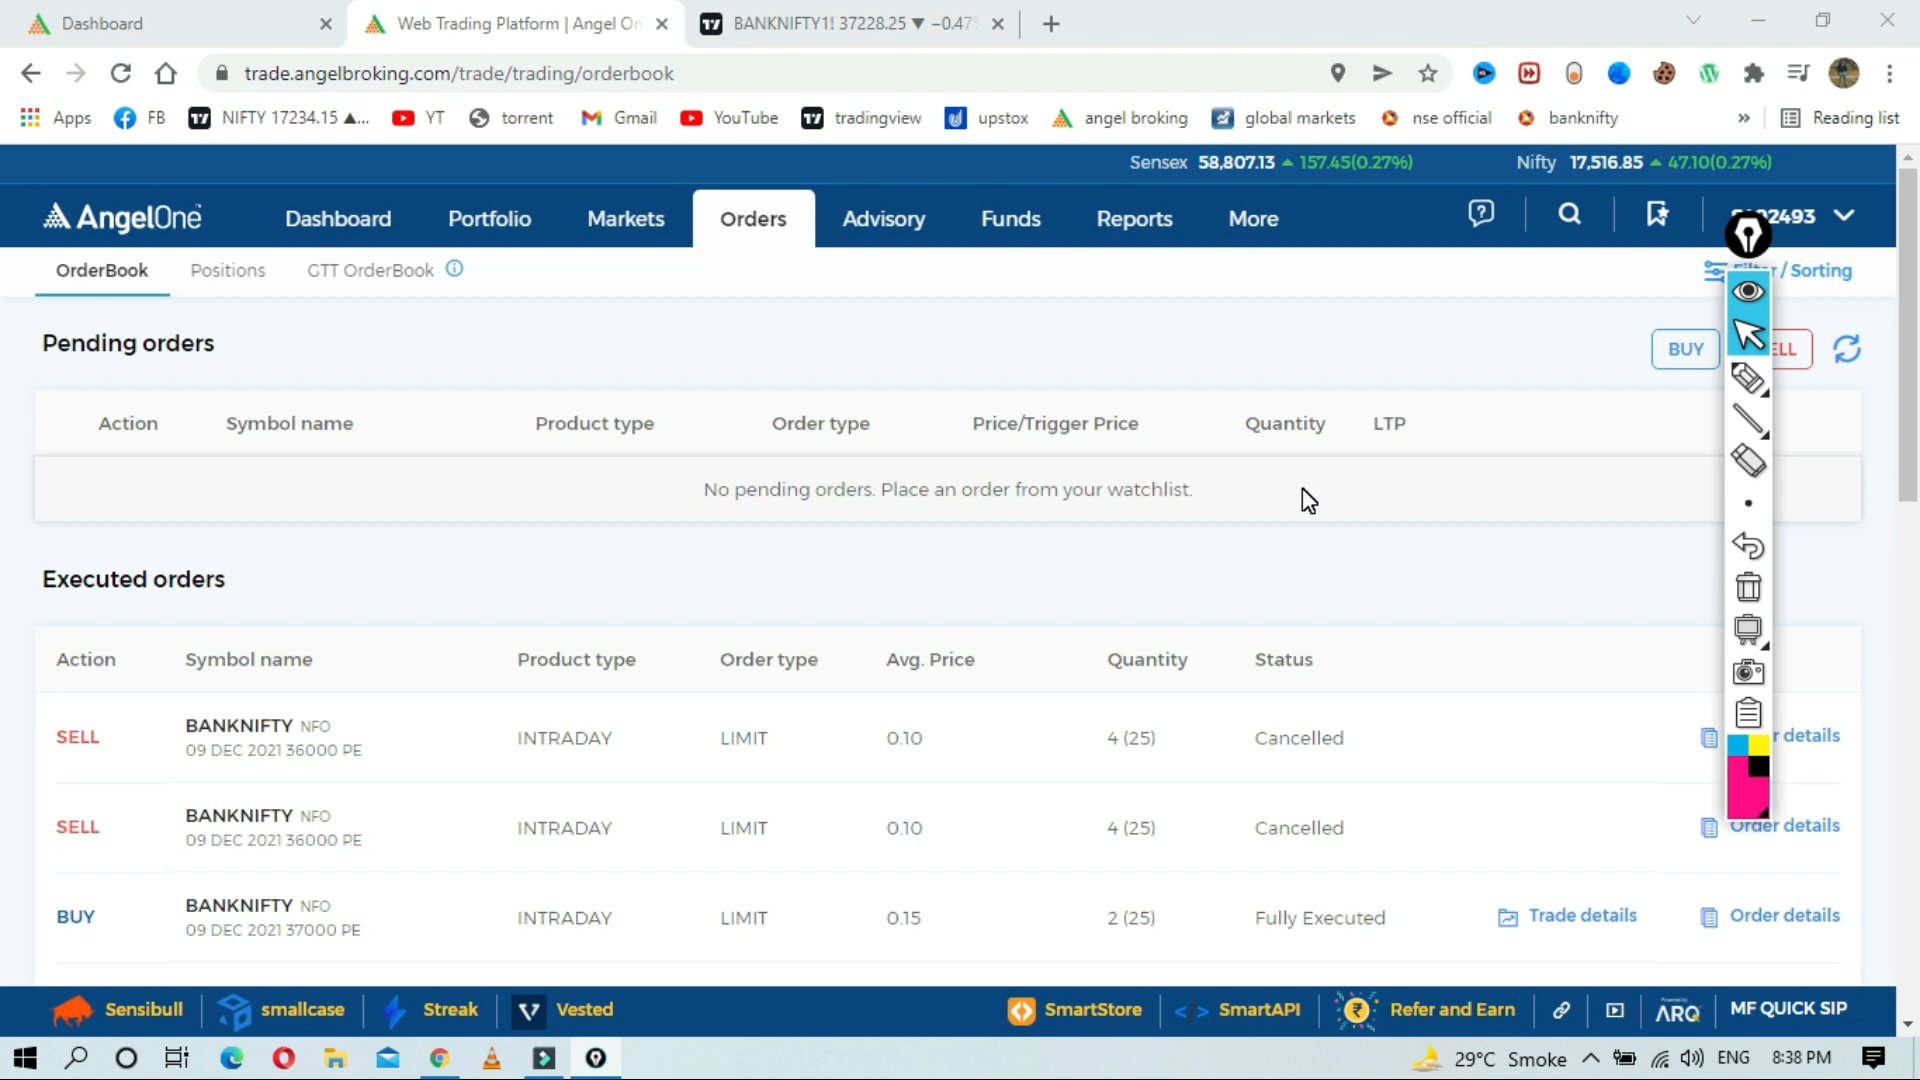 Dashboard
Web Trading Platform | Angel On
BANKNIFTY1! 37228.25 ▼ −0.47%
trade.angelbroking.com/trade/trading/orderbook
Apps
FB
NIFTY 17234.15 ▲...
YT
torrent
Gmail
YouTube
tradingview
upstox
angel broking
global markets
nse official
banknifty
»
Reading list
Sensex 58,807.13 ▲ 157.45(0.27%)
Nifty 17,516.85 ▲ 47.10(0.27%)
AngelOne
Dashboard
Portfolio
Markets
Orders
Advisory
Funds
Reports
More
2493
OrderBook
Positions
GTT OrderBook
/ Sorting
Pending orders
BUY
Action
Symbol name
Product type
Order type
Price/Trigger Price
Quantity
LTP
No pending orders. Place an order from your watchlist.
Executed orders
Action
Symbol name
Product type
Order type
Avg. Price
Quantity
Status
SELL
BANKNIFTY NFO
09 DEC 2021 36000 PE
INTRADAY
LIMIT
0.10
4 (25)
Cancelled
r details
SELL
BANKNIFTY NFO
09 DEC 2021 36000 PE
INTRADAY
LIMIT
0.10
4 (25)
Cancelled
Order details
BUY
BANKNIFTY NFO
09 DEC 2021 37000 PE
INTRADAY
LIMIT
0.15
2 (25)
Fully Executed
Trade details
Order details
Sensibull
smallcase
Streak
Vested
SmartStore
SmartAPI
Refer and Earn
ARQ
MF QUICK SIP
29°C Smoke
ENG
8:38 PM